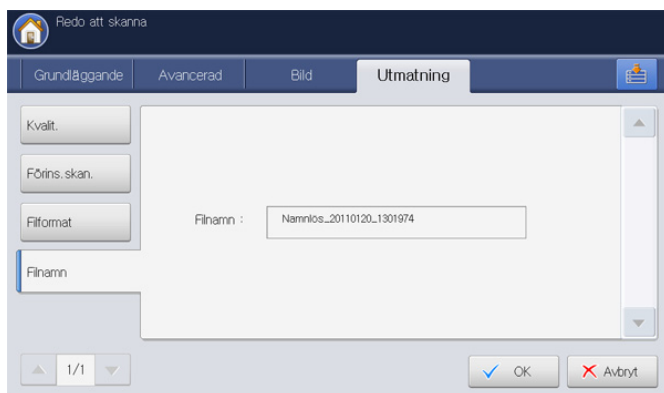 Redo att skanna
Grundläggande Avancerad Bild Utmatning
Kvalit.
Förins.skan.
Filformat
Filnamn : Namnlös_20110120_1301974
Filnamn
1/1 OK Avbryt